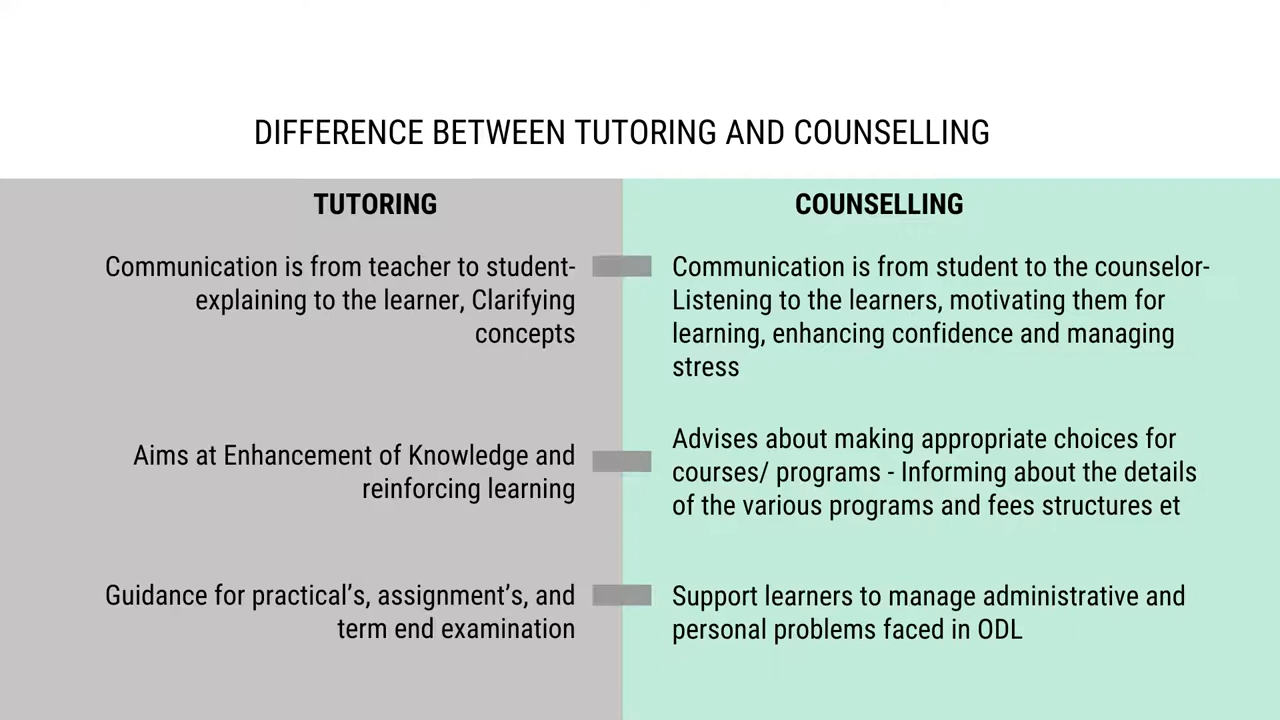 DIFFERENCE BETWEEN TUTORING AND COUNSELLING
TUTORING
Communication is from teacher to student-
explaining to the learner, Clarifying
concepts
Aims at Enhancement of Knowledge and
reinforcing learning
Guidance for practical’s, assignment’s, and
term end examination
COUNSELLING
Communication is from student to the counselor-
Listening to the learners, motivating them for
learning, enhancing confidence and managing
stress
Advises about making appropriate choices for
courses/ programs - Informing about the details
of the various programs and fees structures et
Support learners to manage administrative and
personal problems faced in ODL